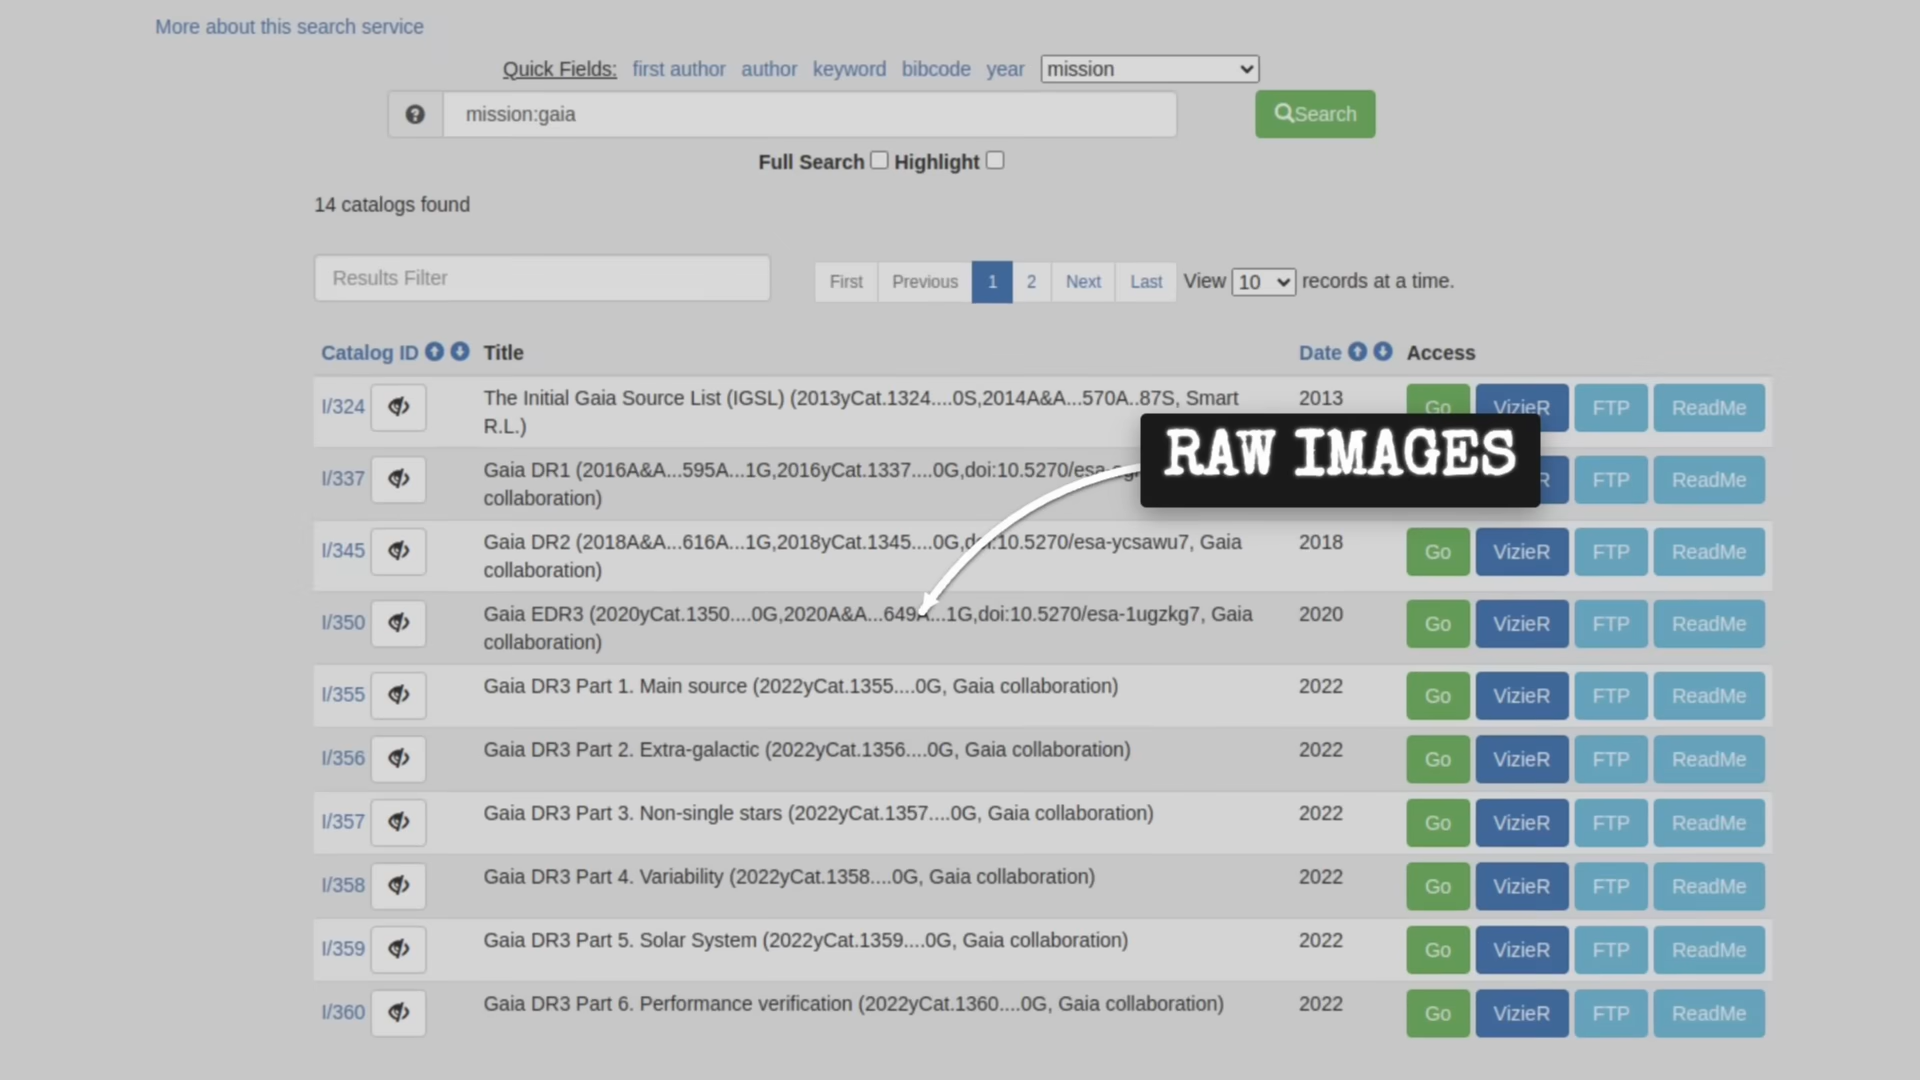 More about this search service
Quick Fields: first author author keyword bibcode year mission
mission:gaia Search
Full Search Highlight
14 catalogs found
Results Filter First Previous 1 2 Next Last View 10 records at a time.
Catalog ID Title Date Access
I/324 The Initial Gaia Source List (IGSL) (2013yCat.1324....0S,2014A&A...570A..87S, Smart 2013 Go VizieR FTP ReadMe
R.L.)
RAW IMAGES
I/337 Gaia DR1 (2016A&A...595A...1G,2016yCat.1337....0G,doi:10.5270/esa- FTP ReadMe
collaboration)
I/345 Gaia DR2 (2018A&A...616A...1G,2018yCat.1345....0G,doi:10.5270/esa-ycsawu7, Gaia 2018 Go VizieR FTP ReadMe
collaboration)
I/350 Gaia EDR3 (2020yCat.1350....0G,2020A&A...649A...1G,doi:10.5270/esa-1ugzkg7, Gaia 2020 Go VizieR FTP ReadMe
collaboration)
I/355 Gaia DR3 Part 1. Main source (2022yCat.1355....0G, Gaia collaboration) 2022 Go VizieR FTP ReadMe
I/356 Gaia DR3 Part 2. Extra-galactic (2022yCat.1356....0G, Gaia collaboration) 2022 Go VizieR FTP ReadMe
I/357 Gaia DR3 Part 3. Non-single stars (2022yCat.1357....0G, Gaia collaboration) 2022 Go VizieR FTP ReadMe
I/358 Gaia DR3 Part 4. Variability (2022yCat.1358....0G, Gaia collaboration) 2022 Go VizieR FTP ReadMe
I/359 Gaia DR3 Part 5. Solar System (2022yCat.1359....0G, Gaia collaboration) 2022 Go VizieR FTP ReadMe
I/360 Gaia DR3 Part 6. Performance verification (2022yCat.1360....0G, Gaia collaboration) 2022 Go VizieR FTP ReadMe